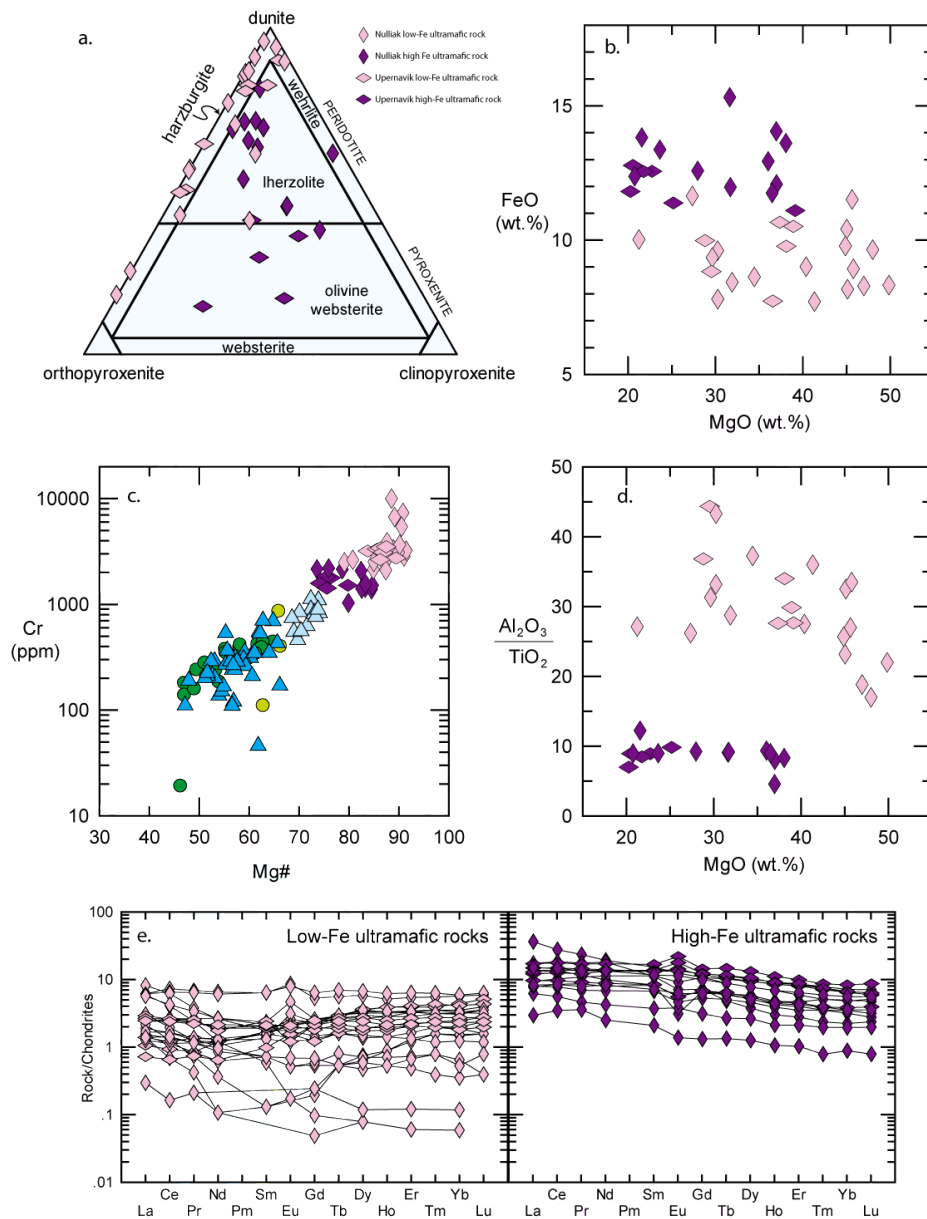 dunite
a.
Nulliak low-Fe ultramafic rock
Nulliak high Fe ultramafic rock
Upernavik low-Fe ultramafic rock
Upernavik high-Fe ultramafic rock
harzburgite
wehrlite
PERIDOTITE
lherzolite
PYROXENITE
olivine
websterite
websterite
orthopyroxenite
clinopyroxenite
b.
15
10
5
FeO
(wt.%)
20
30
40
50
MgO (wt.%)
c.
10000
1000
100
10
Cr
(ppm)
30
40
50
60
70
80
90
100
Mg#
d.
50
40
30
20
10
0
Al2O3
TiO2
20
30
40
50
MgO (wt.%)
e.
Low-Fe ultramafic rocks
High-Fe ultramafic rocks
100
10
1
.1
.01
Rock/Chondrites
Ce Nd Sm Gd Dy Er Yb
La Pr Pm Eu Tb Ho Tm Lu
Ce Nd Sm Gd Dy Er Yb
La Pr Pm Eu Tb Ho Tm Lu